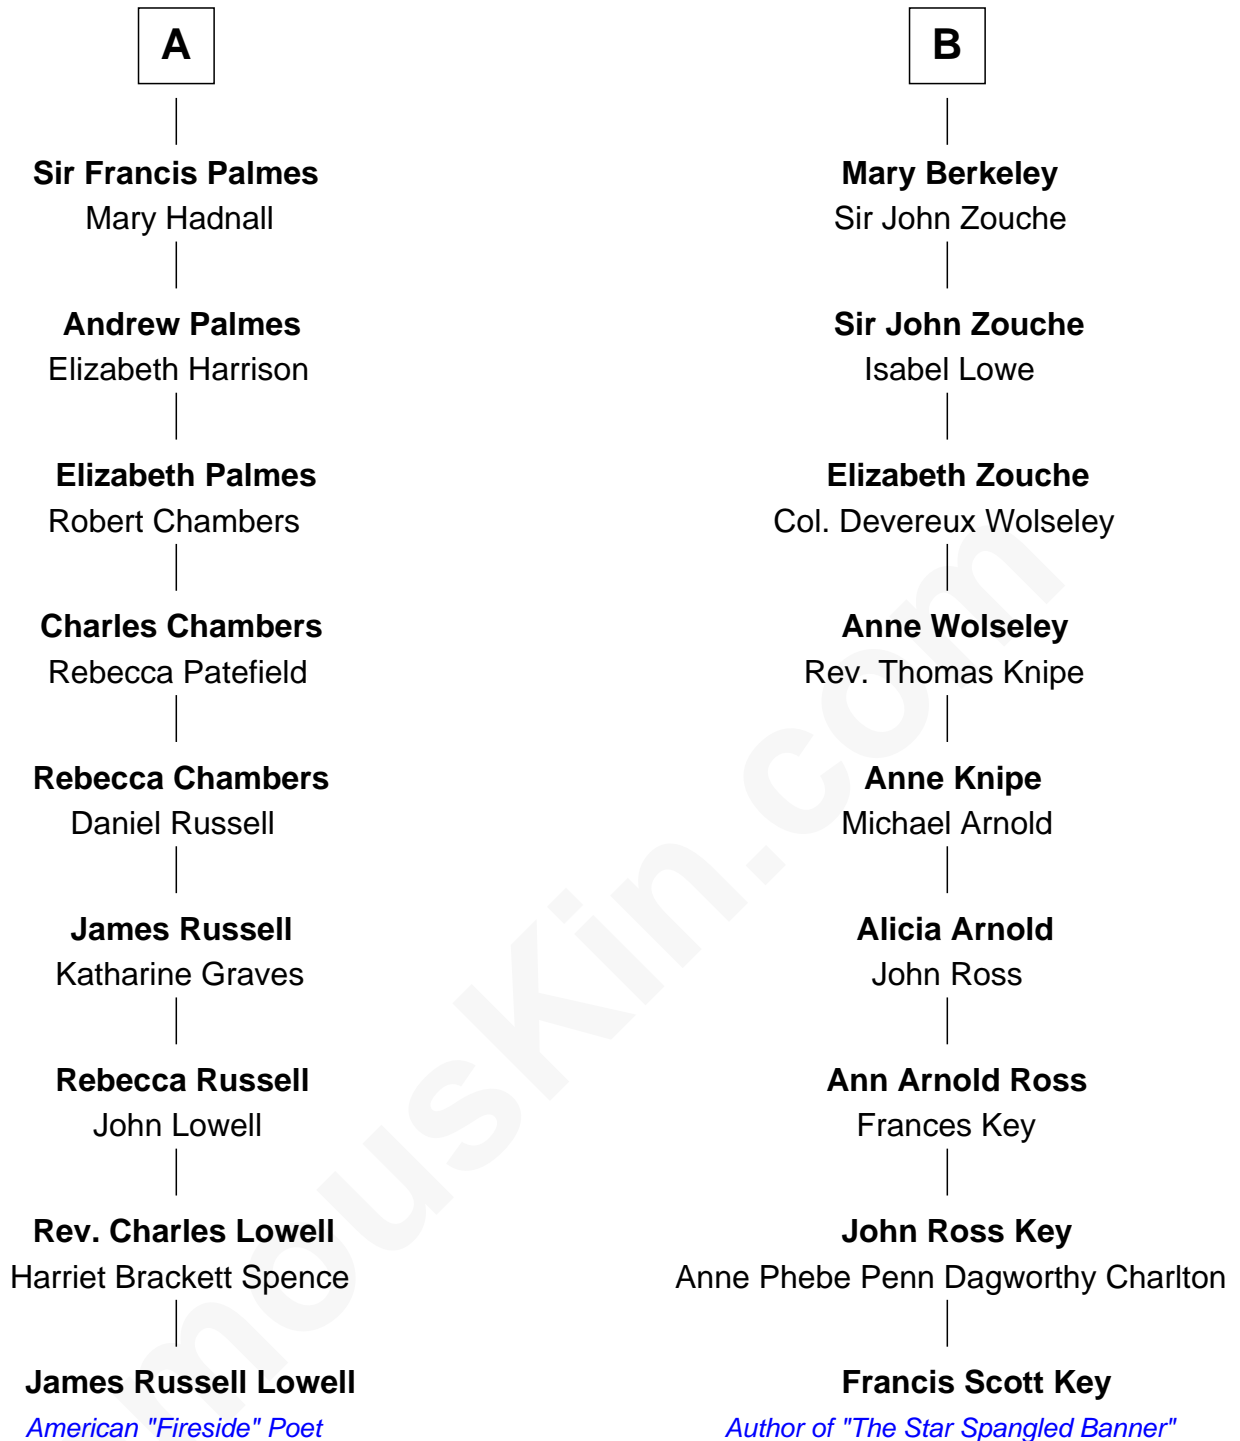 A
Sir Francis Palmes
Mary Hadnall
Andrew Palmes
Elizabeth Harrison
Elizabeth Palmes
Robert Chambers
Charles Chambers
Rebecca Patefield
Rebecca Chambers
Daniel Russell
James Russell
Katharine Graves
Rebecca Russell
John Lowell
Rev. Charles Lowell
Harriet Brackett Spence
James Russell Lowell
American "Fireside" Poet
B
Mary Berkeley
Sir John Zouche
Sir John Zouche
Isabel Lowe
Elizabeth Zouche
Col. Devereux Wolseley
Anne Wolseley
Rev. Thomas Knipe
Anne Knipe
Michael Arnold
Alicia Arnold
John Ross
Ann Arnold Ross
Frances Key
John Ross Key
Anne Phebe Penn Dagworthy Charlton
Francis Scott Key
Author of "The Star Spangled Banner"
mousKin.com